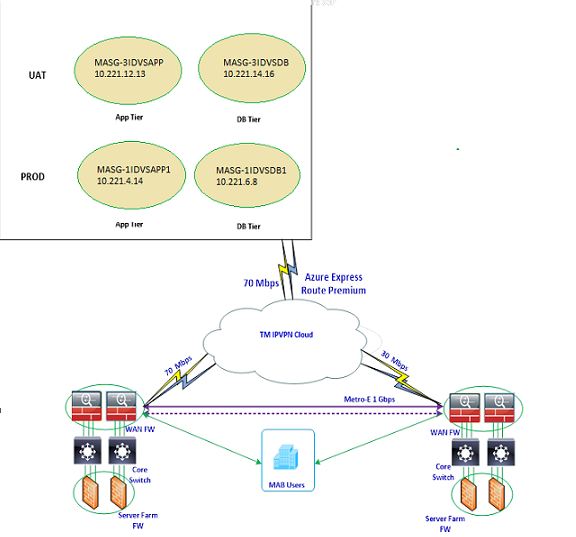 MASG-3IDVSAPP
10.221.12.13
MASG-3IDVSDB
10.221.14.16
UAT
App Tier
DB Tier
MASG-1IDVSAPP1
10.221.4.14
MASG-1IDVSDB1
10.221.6.8
PROD
App Tier
DB Tier
70 Mbps
Azure Express
Route Premium
TM IPVPN Cloud
70 Mbps
30 Mbps
Metro-E 1 Gbps
WAN FW
WAN FW
Core
Switch
MAB Users
Core
Switch
Server Farm
FW
Server Farm
FW